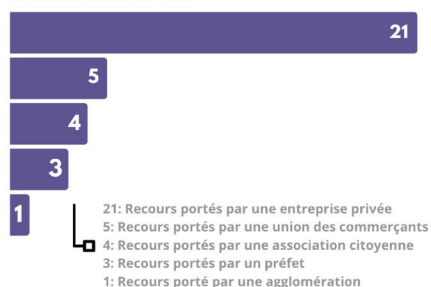 21
5
4
3
1
21: Recours portés par une entreprise privée
5: Recours portés par une union des commerçants
4: Recours portés par une association citoyenne
3: Recours portés par un préfet
1: Recours porté par une agglomération